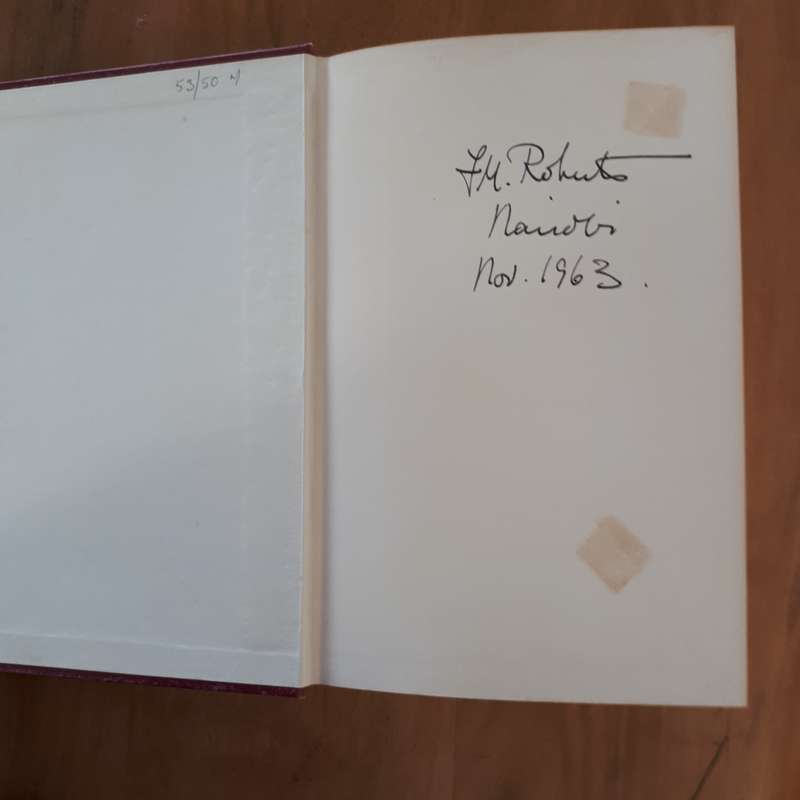 53/50
J.M. Roberts
Nairobi
Nov. 1963.